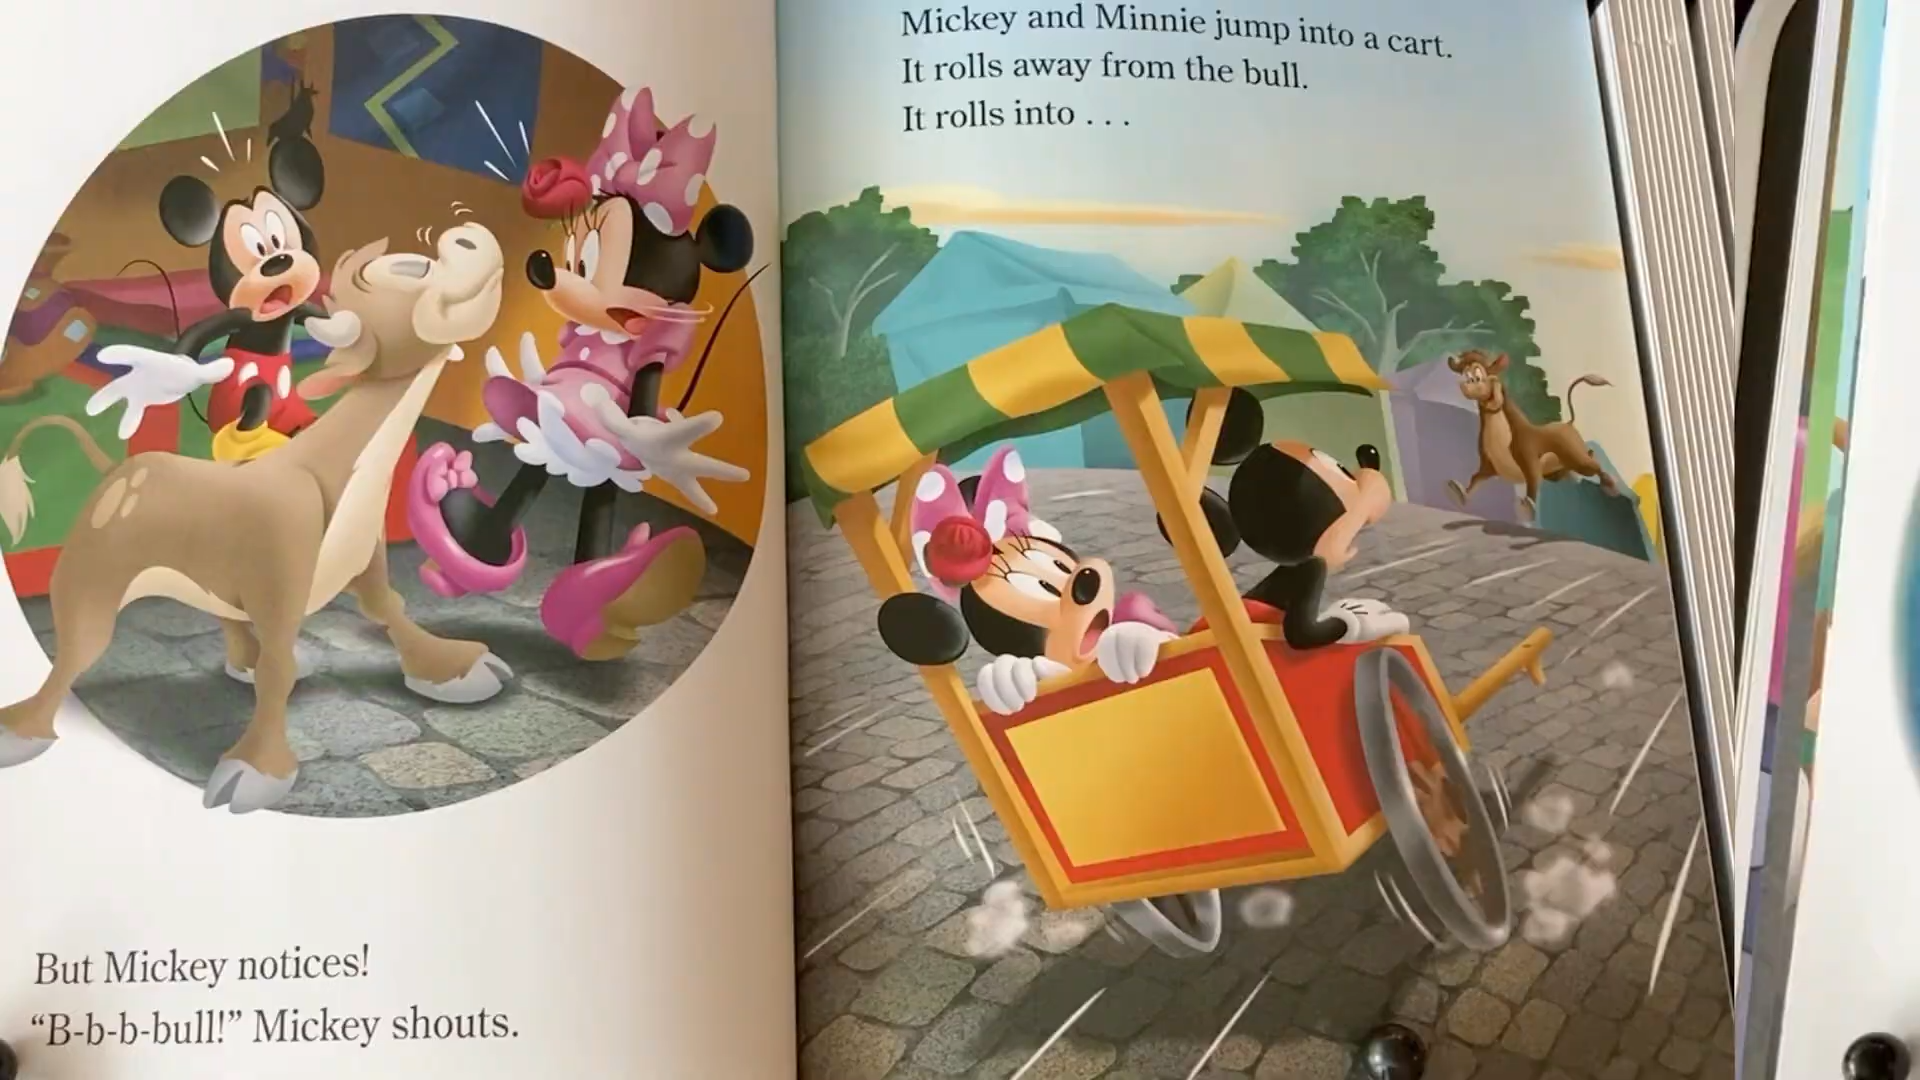 But Mickey notices!
“B-b-b-bull!” Mickey shouts.
Mickey and Minnie jump into a cart.
It rolls away from the bull.
It rolls into . . .